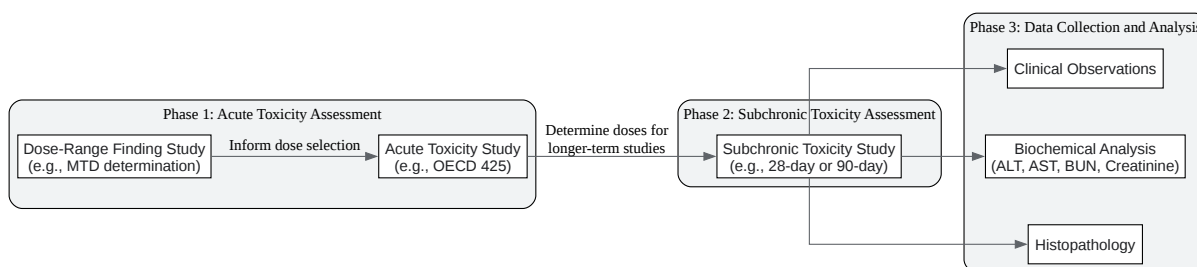 Phase 1: Acute Toxicity Assessment
Dose-Range Finding Study
(e.g., MTD determination)
Inform dose selection
Acute Toxicity Study
(e.g., OECD 425)
Determine doses for
longer-term studies
Phase 2: Subchronic Toxicity Assessment
Subchronic Toxicity Study
(e.g., 28-day or 90-day)
Phase 3: Data Collection and Analysis
Clinical Observations
Biochemical Analysis
(ALT, AST, BUN, Creatinine)
Histopathology